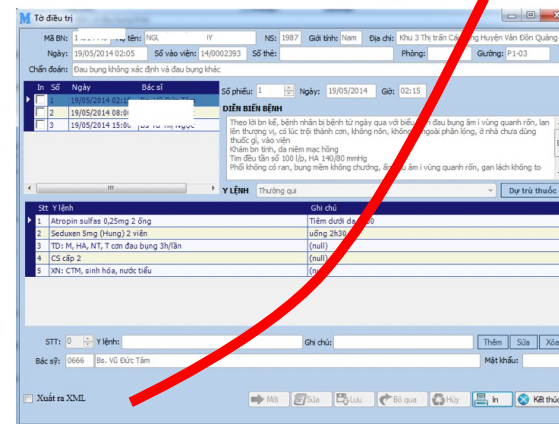 Tờ điều trị
Mã BN: 1 tên: NGL IY NS: 1987 Giới tính: Nam Địa chỉ: Khu 3 Thị trấn Cái Huyện Vân Đồn Quảng
Ngày: 19/05/2014 02:05 Số vào viện: 14/0002393 Số thẻ: Phòng: Giường: P1-03
Chẩn đoán: Đau bụng không xác định và đau bụng khác
In Số Ngày Bác sĩ
1 19/05/2014
2 19/05/2014 08:0
3 19/05/2014 15:0
Số phiếu: 1 Ngày: 19/05/2014 Giờ: 02:15
DIỄN BIẾN BỆNH
Theo lời bn kể, bệnh nhân bị bệnh từ ngày qua với biểu đau bụng âm i vùng quanh rốn, lan
lên thượng vị, có lúc trội thành cơn, không nôn, không ngoài phân lỏng, ở nhà chưa dùng
thuốc gì, vào viện
Khám bn tỉnh, da niêm mạc hồng
Tim đều tần số 100 l/p, HA 140/80 mmHg
Phổi không có ran, bụng mềm không chướng, ấn âm i vùng quanh rốn, gan lách không to
Y LỆNH Thường qui Dự trù thuốc
Stt Y lệnh Ghi chú
1 Atropin sulfas 0,25mg 2 ống Tiêm dưới da
2 Seduxen 5mg (Hung) 2 viên uống 2h30
3 TD: M, HA, NT, T cơn đau bụng 3h/lần (null)
4 CS cấp 2 (null)
5 XN: CTM, sinh hóa, nước tiểu
STT: 0 Y lệnh: Ghi chú: Thêm Sửa Xóa
Bác sỹ: 0666 Bs. Vũ Đức Tâm Mật khẩu:
Xuất ra XML Mới Sửa Lưu Bỏ qua Hủy In Kết thúc